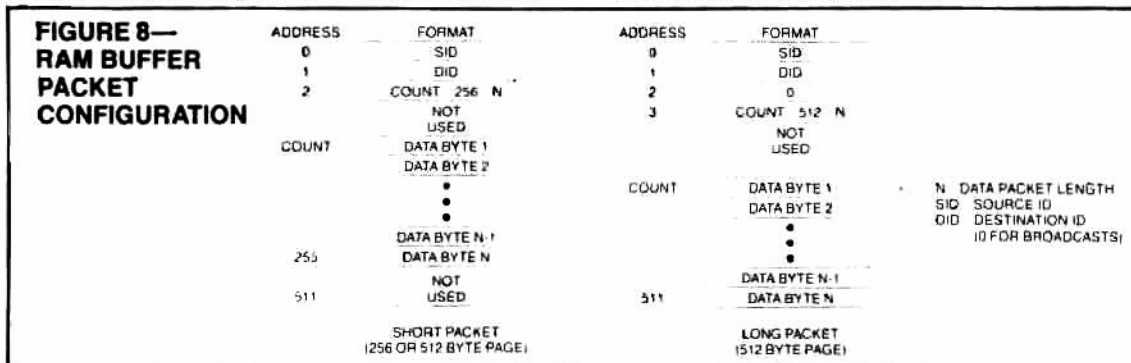 FIGURE 8—
RAM BUFFER
PACKET
CONFIGURATION
ADDRESS FORMAT
0 SID
1 DID
2 COUNT 256 N
NOT
USED
COUNT DATA BYTE 1
DATA BYTE 2
•
•
•
DATA BYTE N-1
255 DATA BYTE N
NOT
511 USED
SHORT PACKET
(256 OR 512 BYTE PAGE)
ADDRESS FORMAT
0 SID
1 DID
2 0
3 COUNT 512 N
NOT
USED
COUNT DATA BYTE 1
DATA BYTE 2
•
•
•
DATA BYTE N-1
511 DATA BYTE N
LONG PACKET
(512 BYTE PAGE)
N DATA PACKET LENGTH
SID SOURCE ID
DID DESTINATION ID
(0 FOR BROADCASTS)